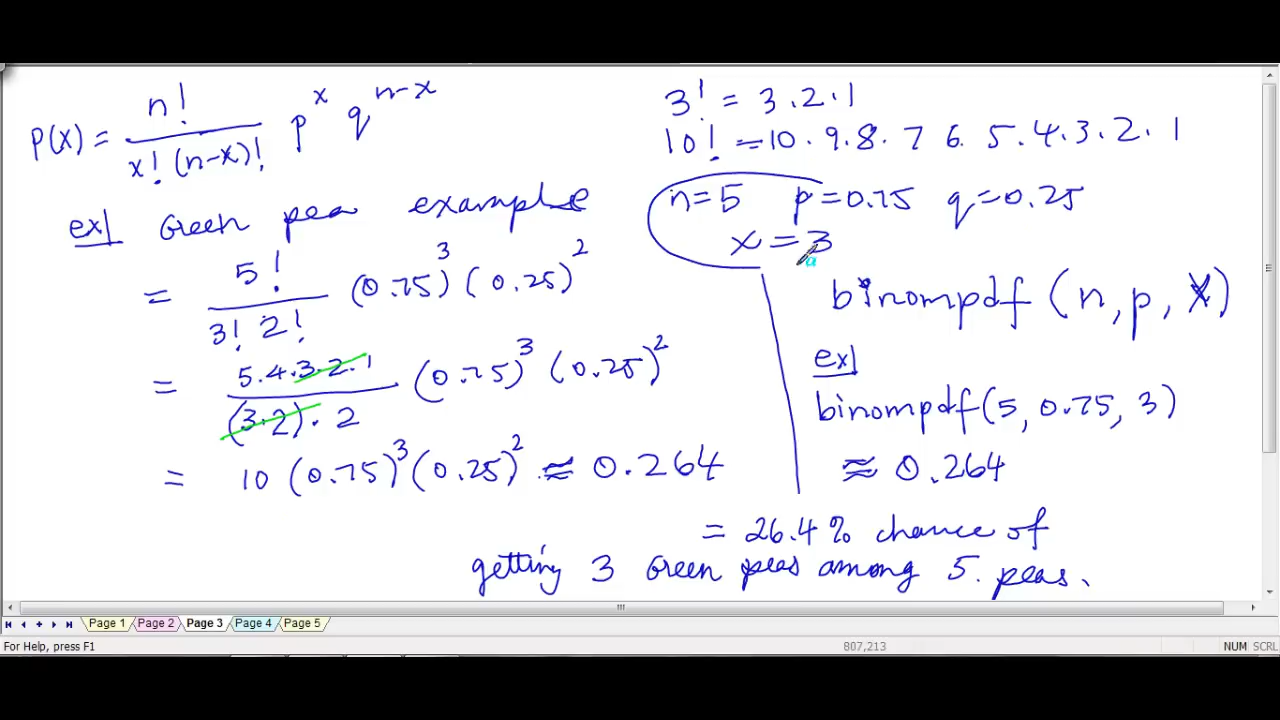 P(x) = n! / x! (n-x)! p^x q^(n-x)
3! = 3.2.1
10! = 10. 9.8. 7 6. 5. 4. 3. 2. 1
n=5 p=0.75 q=0.25
x=3
ex] Green pea example
= 5! / 3! 2! (0.75)^3 (0.25)^2
= 5.4.3.2.1 / (3.2). 2 (0.75)^3 (0.25)^2
= 10 (0.75)^3 (0.25)^2 ≈ 0.264
binompdf (n, p, x)
ex]
binompdf(5, 0.75, 3)
≈ 0.264
= 26.4% chance of
getting 3 Green peas among 5. peas.
Page 1 Page 2 Page 3 Page 4 Page 5
For Help, press F1 807,213 NUM SCRL